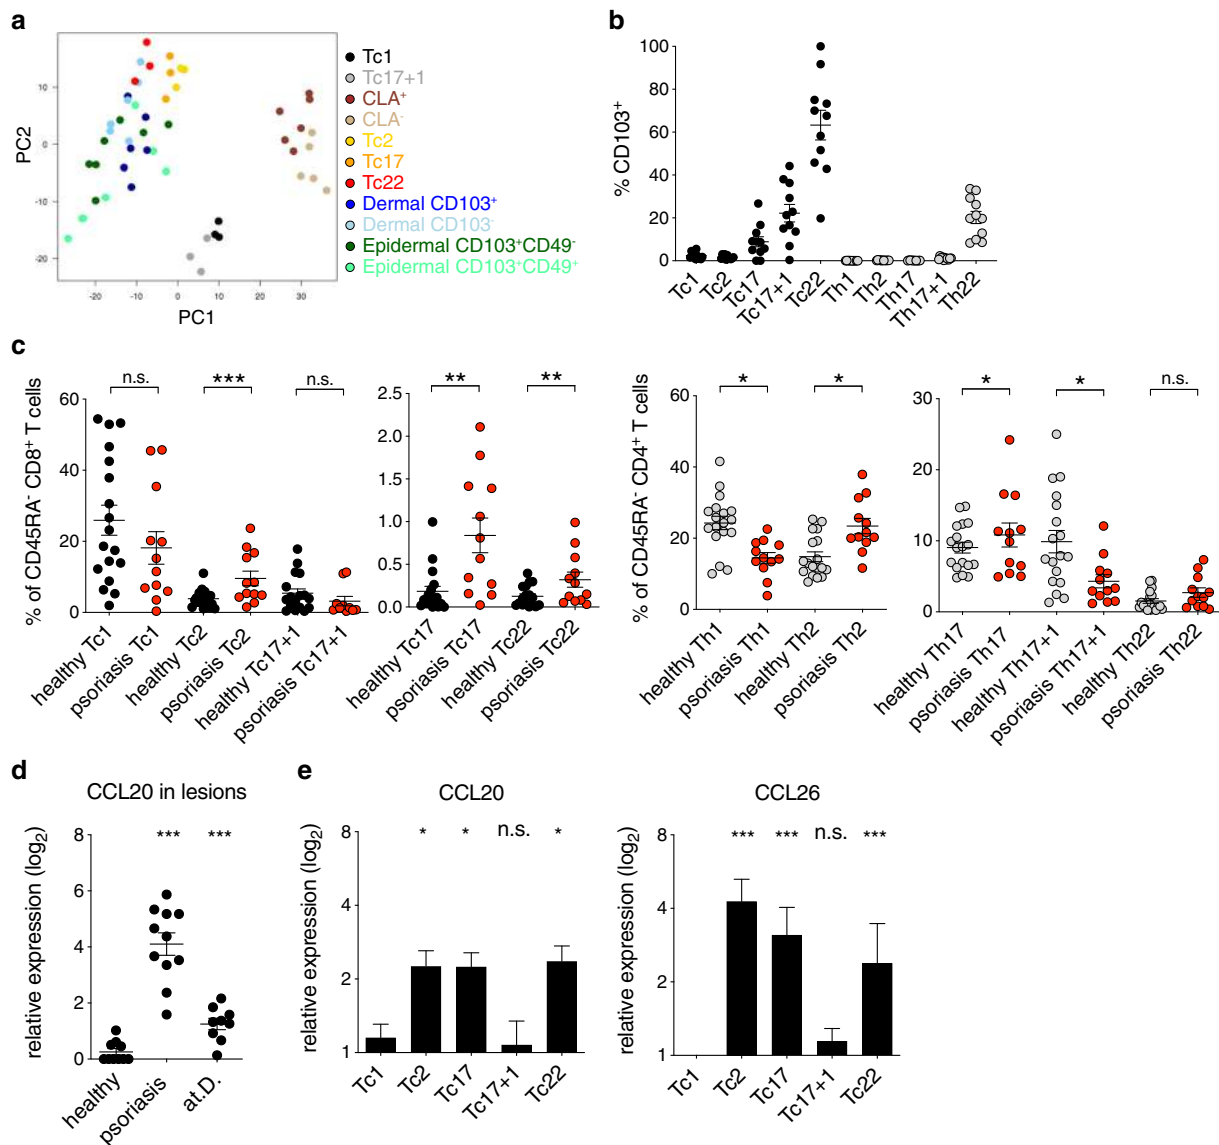 a
PC2
10
0
-10
-20
-20
-10
0
10
20
30
PC1
Tc1
Tc17+1
CLA⁺
CLA⁻
Tc2
Tc17
Tc22
Dermal CD103⁺
Dermal CD103⁻
Epidermal CD103⁺CD49⁻
Epidermal CD103⁺CD49⁺
b
% CD103⁺
100
80
60
40
20
0
Tc1
Tc2
Tc17
Tc17+1
Tc22
Th1
Th2
Th17
Th17+1
Th22
c
% of CD45RA⁻ CD8⁺ T cells
60
40
20
0
n.s.
***
n.s.
healthy Tc1
psoriasis Tc1
healthy Tc2
psoriasis Tc2
healthy Tc17+1
psoriasis Tc17+1
2.5
2.0
1.5
1.0
0.5
0.0
**
**
healthy Tc17
psoriasis Tc17
healthy Tc22
psoriasis Tc22
% of CD45RA⁻ CD4⁺ T cells
60
40
20
0
*
*
healthy Th1
psoriasis Th1
healthy Th2
psoriasis Th2
30
20
10
0
*
*
n.s.
healthy Th17
psoriasis Th17
healthy Th17+1
psoriasis Th17+1
healthy Th22
psoriasis Th22
d
CCL20 in lesions
relative expression (log₂)
8
6
4
2
0
***
***
healthy
psoriasis
at.D.
e
CCL20
relative expression (log₂)
8
4
2
1
*
*
n.s.
*
Tc1
Tc2
Tc17
Tc17+1
Tc22
CCL26
relative expression (log₂)
8
4
2
1
***
***
n.s.
***
Tc1
Tc2
Tc17
Tc17+1
Tc22